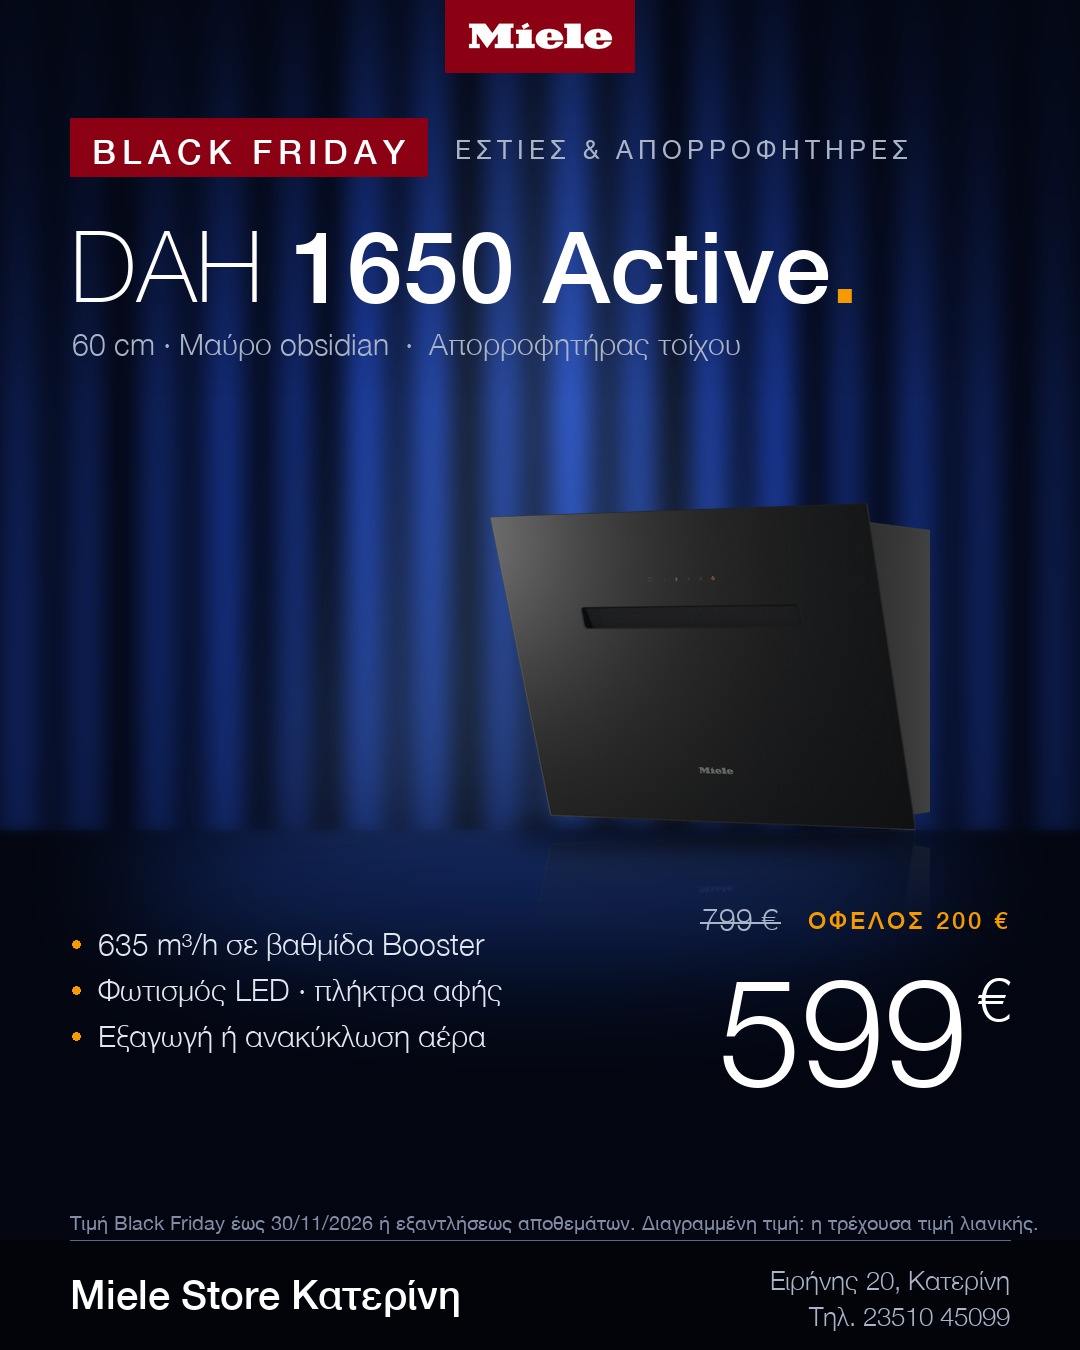 Miele
BLACK FRIDAY
ΕΣΤΙΕΣ & ΑΠΟΡΡΟΦΗΤΗΡΕΣ
DAH 1650 Active.
60 cm · Μαύρο obsidian · Απορροφητήρας τοίχου
Miele
799 € ΟΦΕΛΟΣ 200 €
• 635 m³/h σε βαθμίδα Booster
• Φωτισμός LED · πλήκτρα αφής
• Εξαγωγή ή ανακύκλωση αέρα
599 €
Τιμή Black Friday έως 30/11/2026 ή εξαντλήσεως αποθεμάτων. Διαγραμμένη τιμή: η τρέχουσα τιμή λιανικής.
Miele Store Κατερίνη
Ειρήνης 20, Κατερίνη
Τηλ. 23510 45099